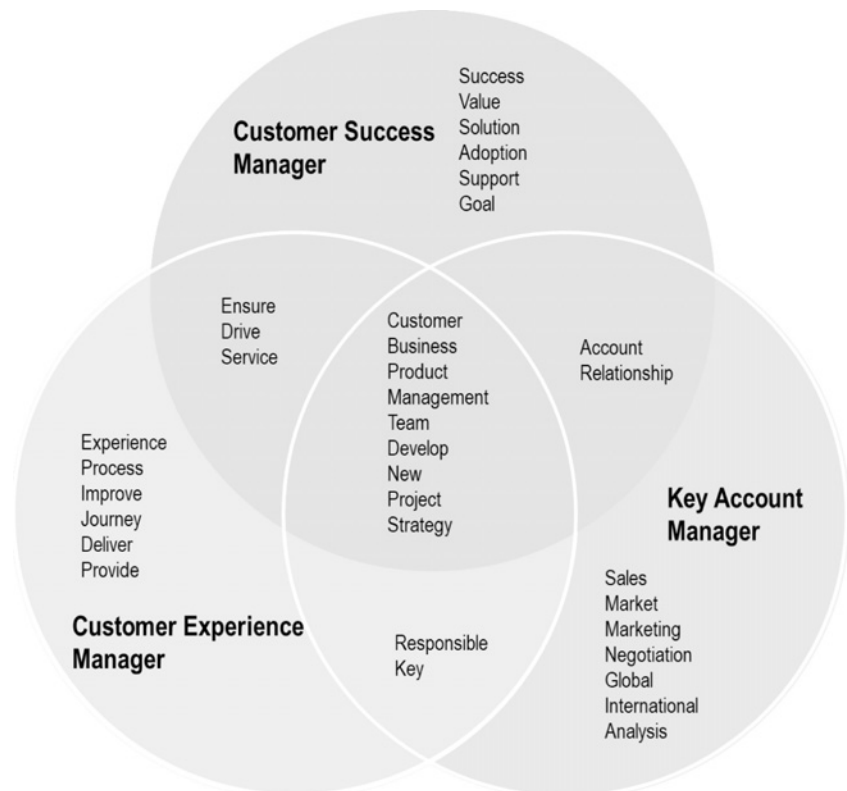 Success
Value
Solution
Adoption
Support
Goal
Customer Success
Manager
Ensure
Drive
Service
Customer
Business
Product
Management
Team
Develop
New
Project
Strategy
Account
Relationship
Experience
Process
Improve
Journey
Deliver
Provide
Key Account
Manager
Customer Experience
Manager
Responsible
Key
Sales
Market
Marketing
Negotiation
Global
International
Analysis